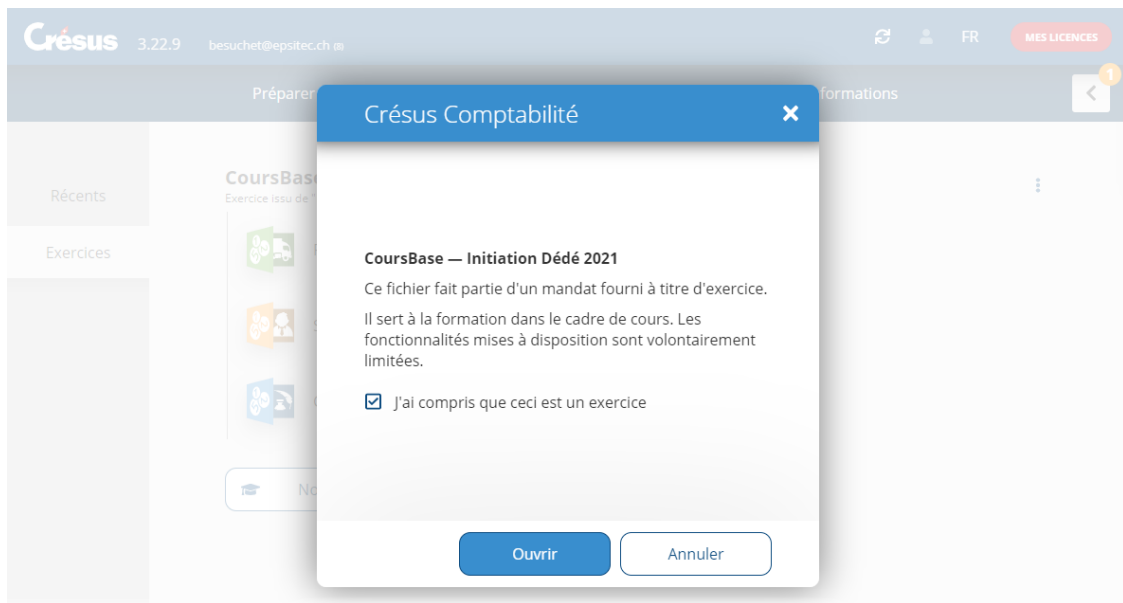 Crésus 3.22.9 besuchet@epsitec.ch (8) FR MES LICENCES
Préparer formations 1
Crésus Comptabilité
Récents
Exercices
CoursBase
Exercice issu de "
CoursBase — Initiation Dédé 2021
Ce fichier fait partie d'un mandat fourni à titre d'exercice.
Il sert à la formation dans le cadre de cours. Les
fonctionnalités mises à disposition sont volontairement
limitées.
J'ai compris que ceci est un exercice
Ouvrir Annuler